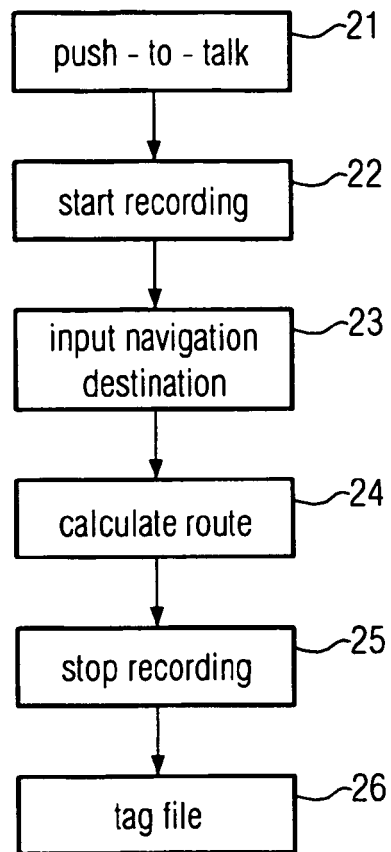 21
push - to - talk
22
start recording
23
input navigation
destination
24
calculate route
25
stop recording
26
tag file